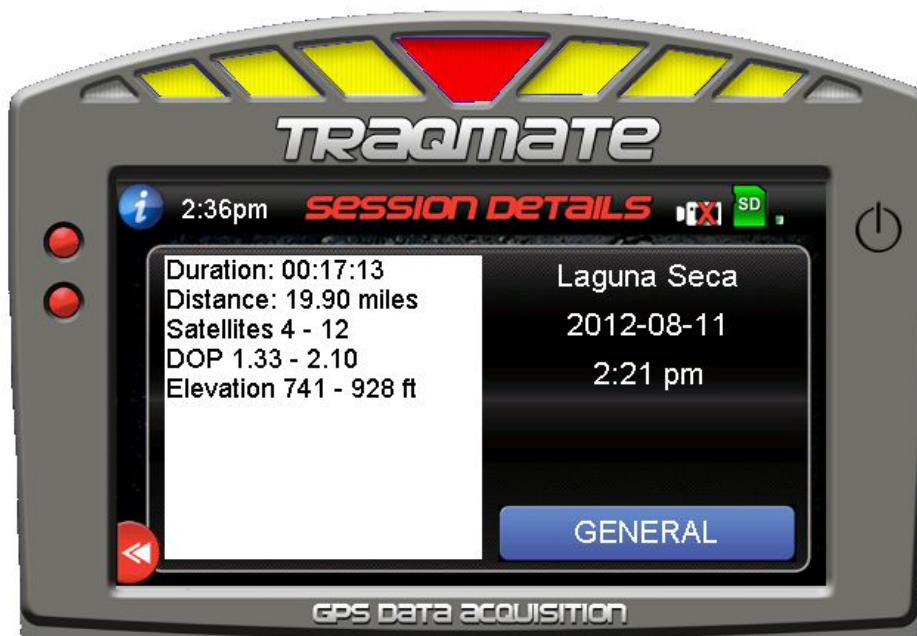 TRAQMATE
2:36pm SESSION DETAILS SD
Duration: 00:17:13
Distance: 19.90 miles
Satellites 4 - 12
DOP 1.33 - 2.10
Elevation 741 - 928 ft
Laguna Seca
2012-08-11
2:21 pm
GENERAL
GPS DATA ACQUISITION